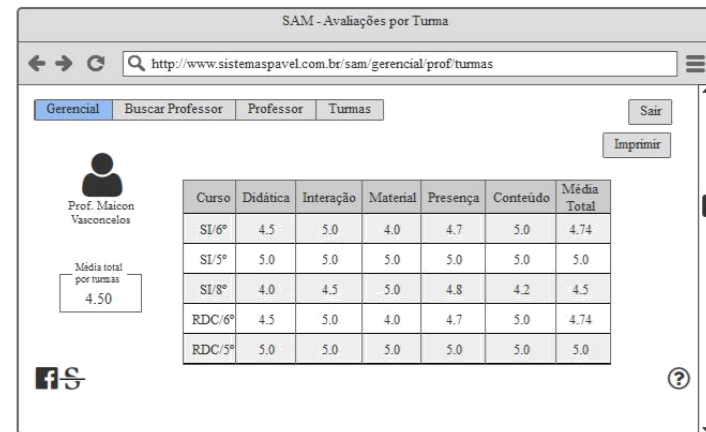 SAM - Avaliações por Turma
http://www.sistemaspavel.com.br/sam/gerencial/prof/turmas
Gerencial Buscar Professor Professor Turmas Sair
Imprimir
Prof. Maicon
Vasconcelos
Média total
por turmas
4.50
Curso Didática Interação Material Presença Conteúdo Média Total
SI/6º 4.5 5.0 4.0 4.7 5.0 4.74
SI/5º 5.0 5.0 5.0 5.0 5.0 5.0
SI/8º 4.0 4.5 5.0 4.8 4.2 4.5
RDC/6º 4.5 5.0 4.0 4.7 5.0 4.74
RDC/5º 5.0 5.0 5.0 5.0 5.0 5.0